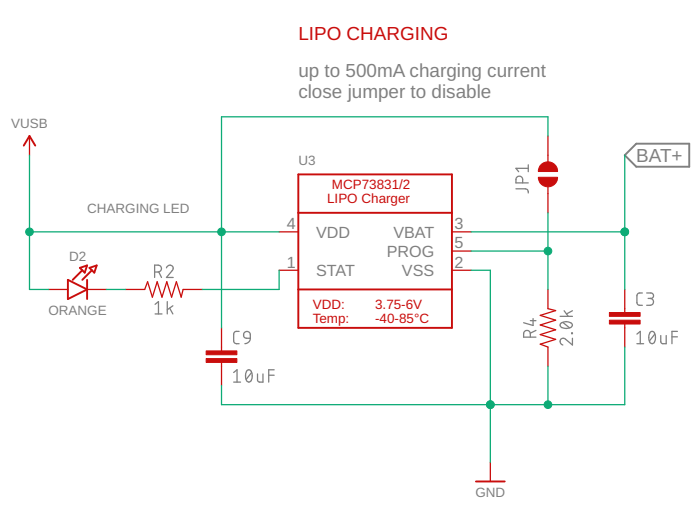 LIPO CHARGING
up to 500mA charging current
close jumper to disable
VUSB
BAT+
U3
MCP73831/2
LIPO Charger
JP1
CHARGING LED
4 VDD VBAT 3
PROG 5
1 STAT VSS 2
D2
R2
ORANGE
1k
VDD: 3.75-6V
Temp: -40-85°C
C3
10uF
R4
2.0k
C9
10uF
GND